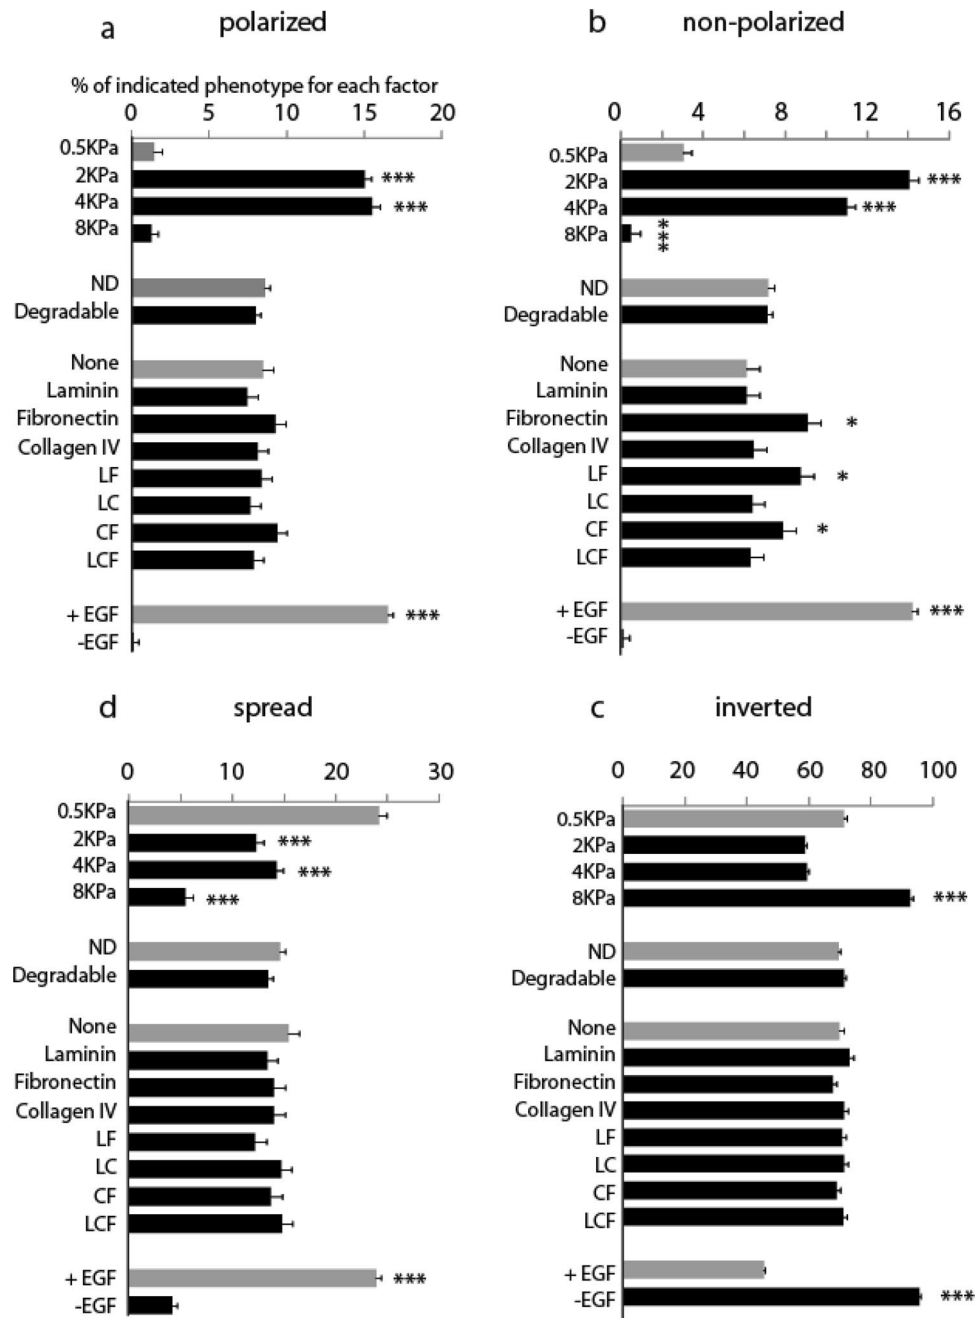 a polarized
% of indicated phenotype for each factor
0 5 10 15 20
0.5KPa
2KPa ***
4KPa ***
8KPa
ND
Degradable
None
Laminin
Fibronectin
Collagen IV
LF
LC
CF
LCF
+ EGF ***
-EGF
b non-polarized
0 4 8 12 16
0.5KPa
2KPa ***
4KPa ***
8KPa ***
ND
Degradable
None
Laminin
Fibronectin *
Collagen IV
LF *
LC
CF *
LCF
+ EGF ***
-EGF
d spread
0 10 20 30
0.5KPa
2KPa ***
4KPa ***
8KPa ***
ND
Degradable
None
Laminin
Fibronectin
Collagen IV
LF
LC
CF
LCF
+ EGF ***
-EGF
c inverted
0 20 40 60 80 100
0.5KPa
2KPa
4KPa
8KPa ***
ND
Degradable
None
Laminin
Fibronectin
Collagen IV
LF
LC
CF
LCF
+ EGF
-EGF ***